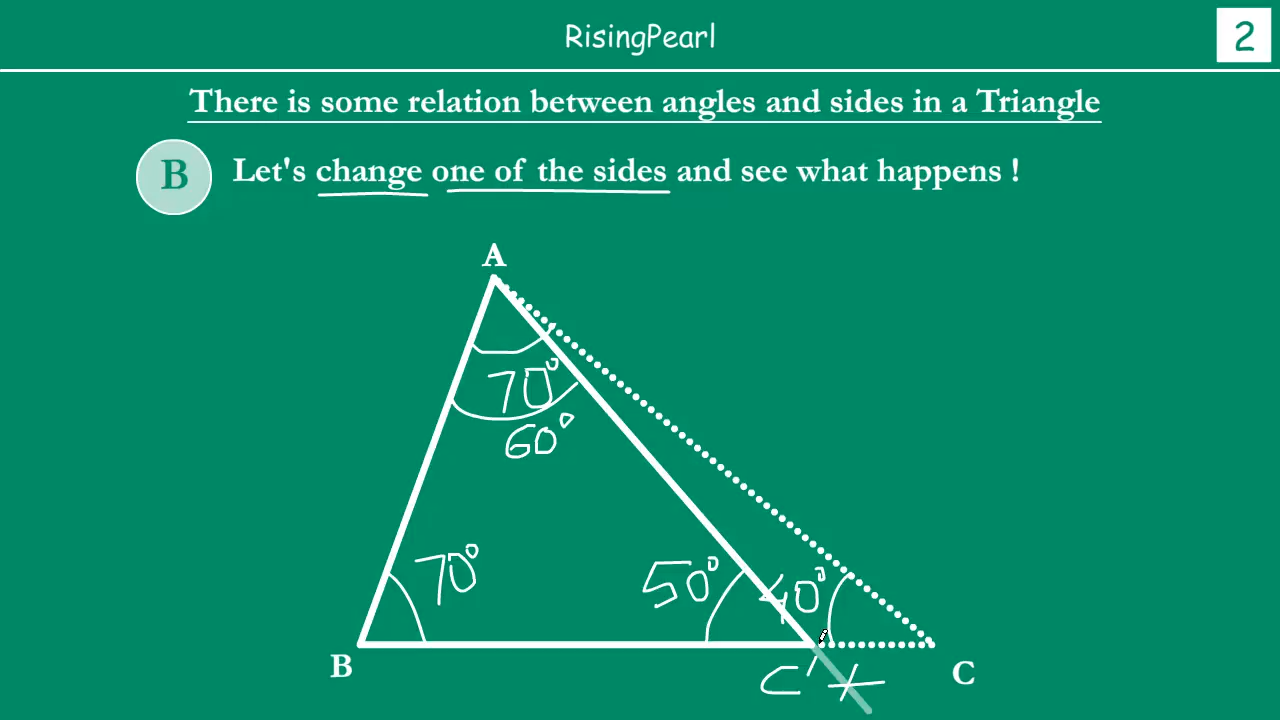 RisingPearl
2
There is some relation between angles and sides in a Triangle
B
Let's change one of the sides and see what happens !
A
70°
60°
70°
50°
40°
B
C'
C